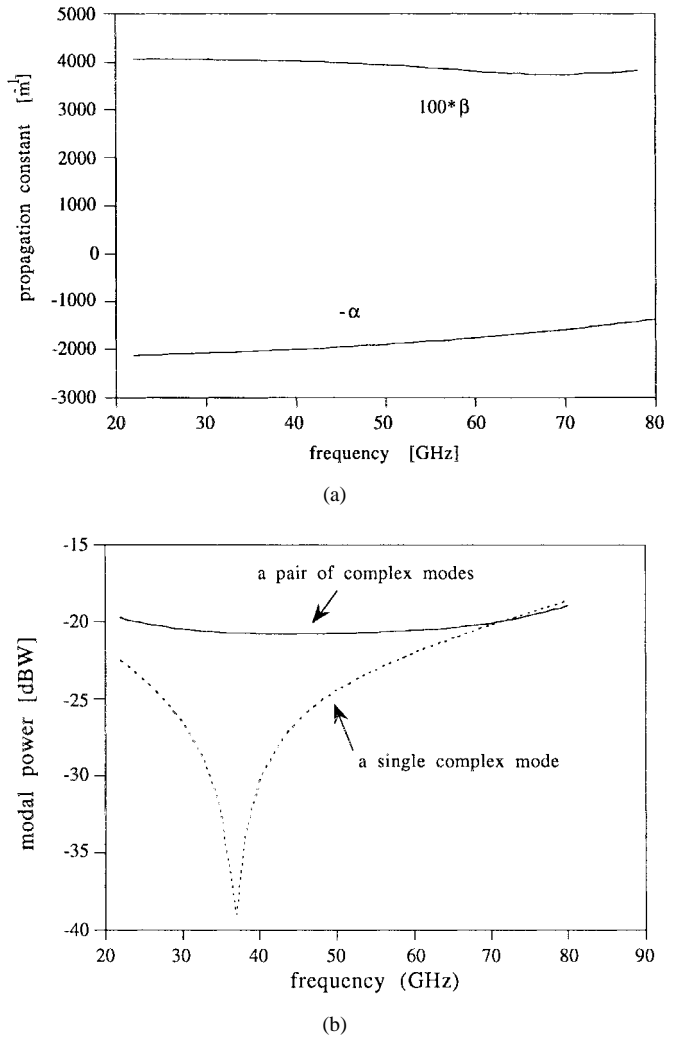 5000
4000
3000
2000
1000
0
-1000
-2000
-3000
propagation constant [m-1]
100*β
-α
20 30 40 50 60 70 80
frequency [GHz]
(a)
-15
-20
-25
-30
-35
-40
modal power [dBW]
a pair of complex modes
a single complex mode
20 30 40 50 60 70 80 90
frequency (GHz)
(b)